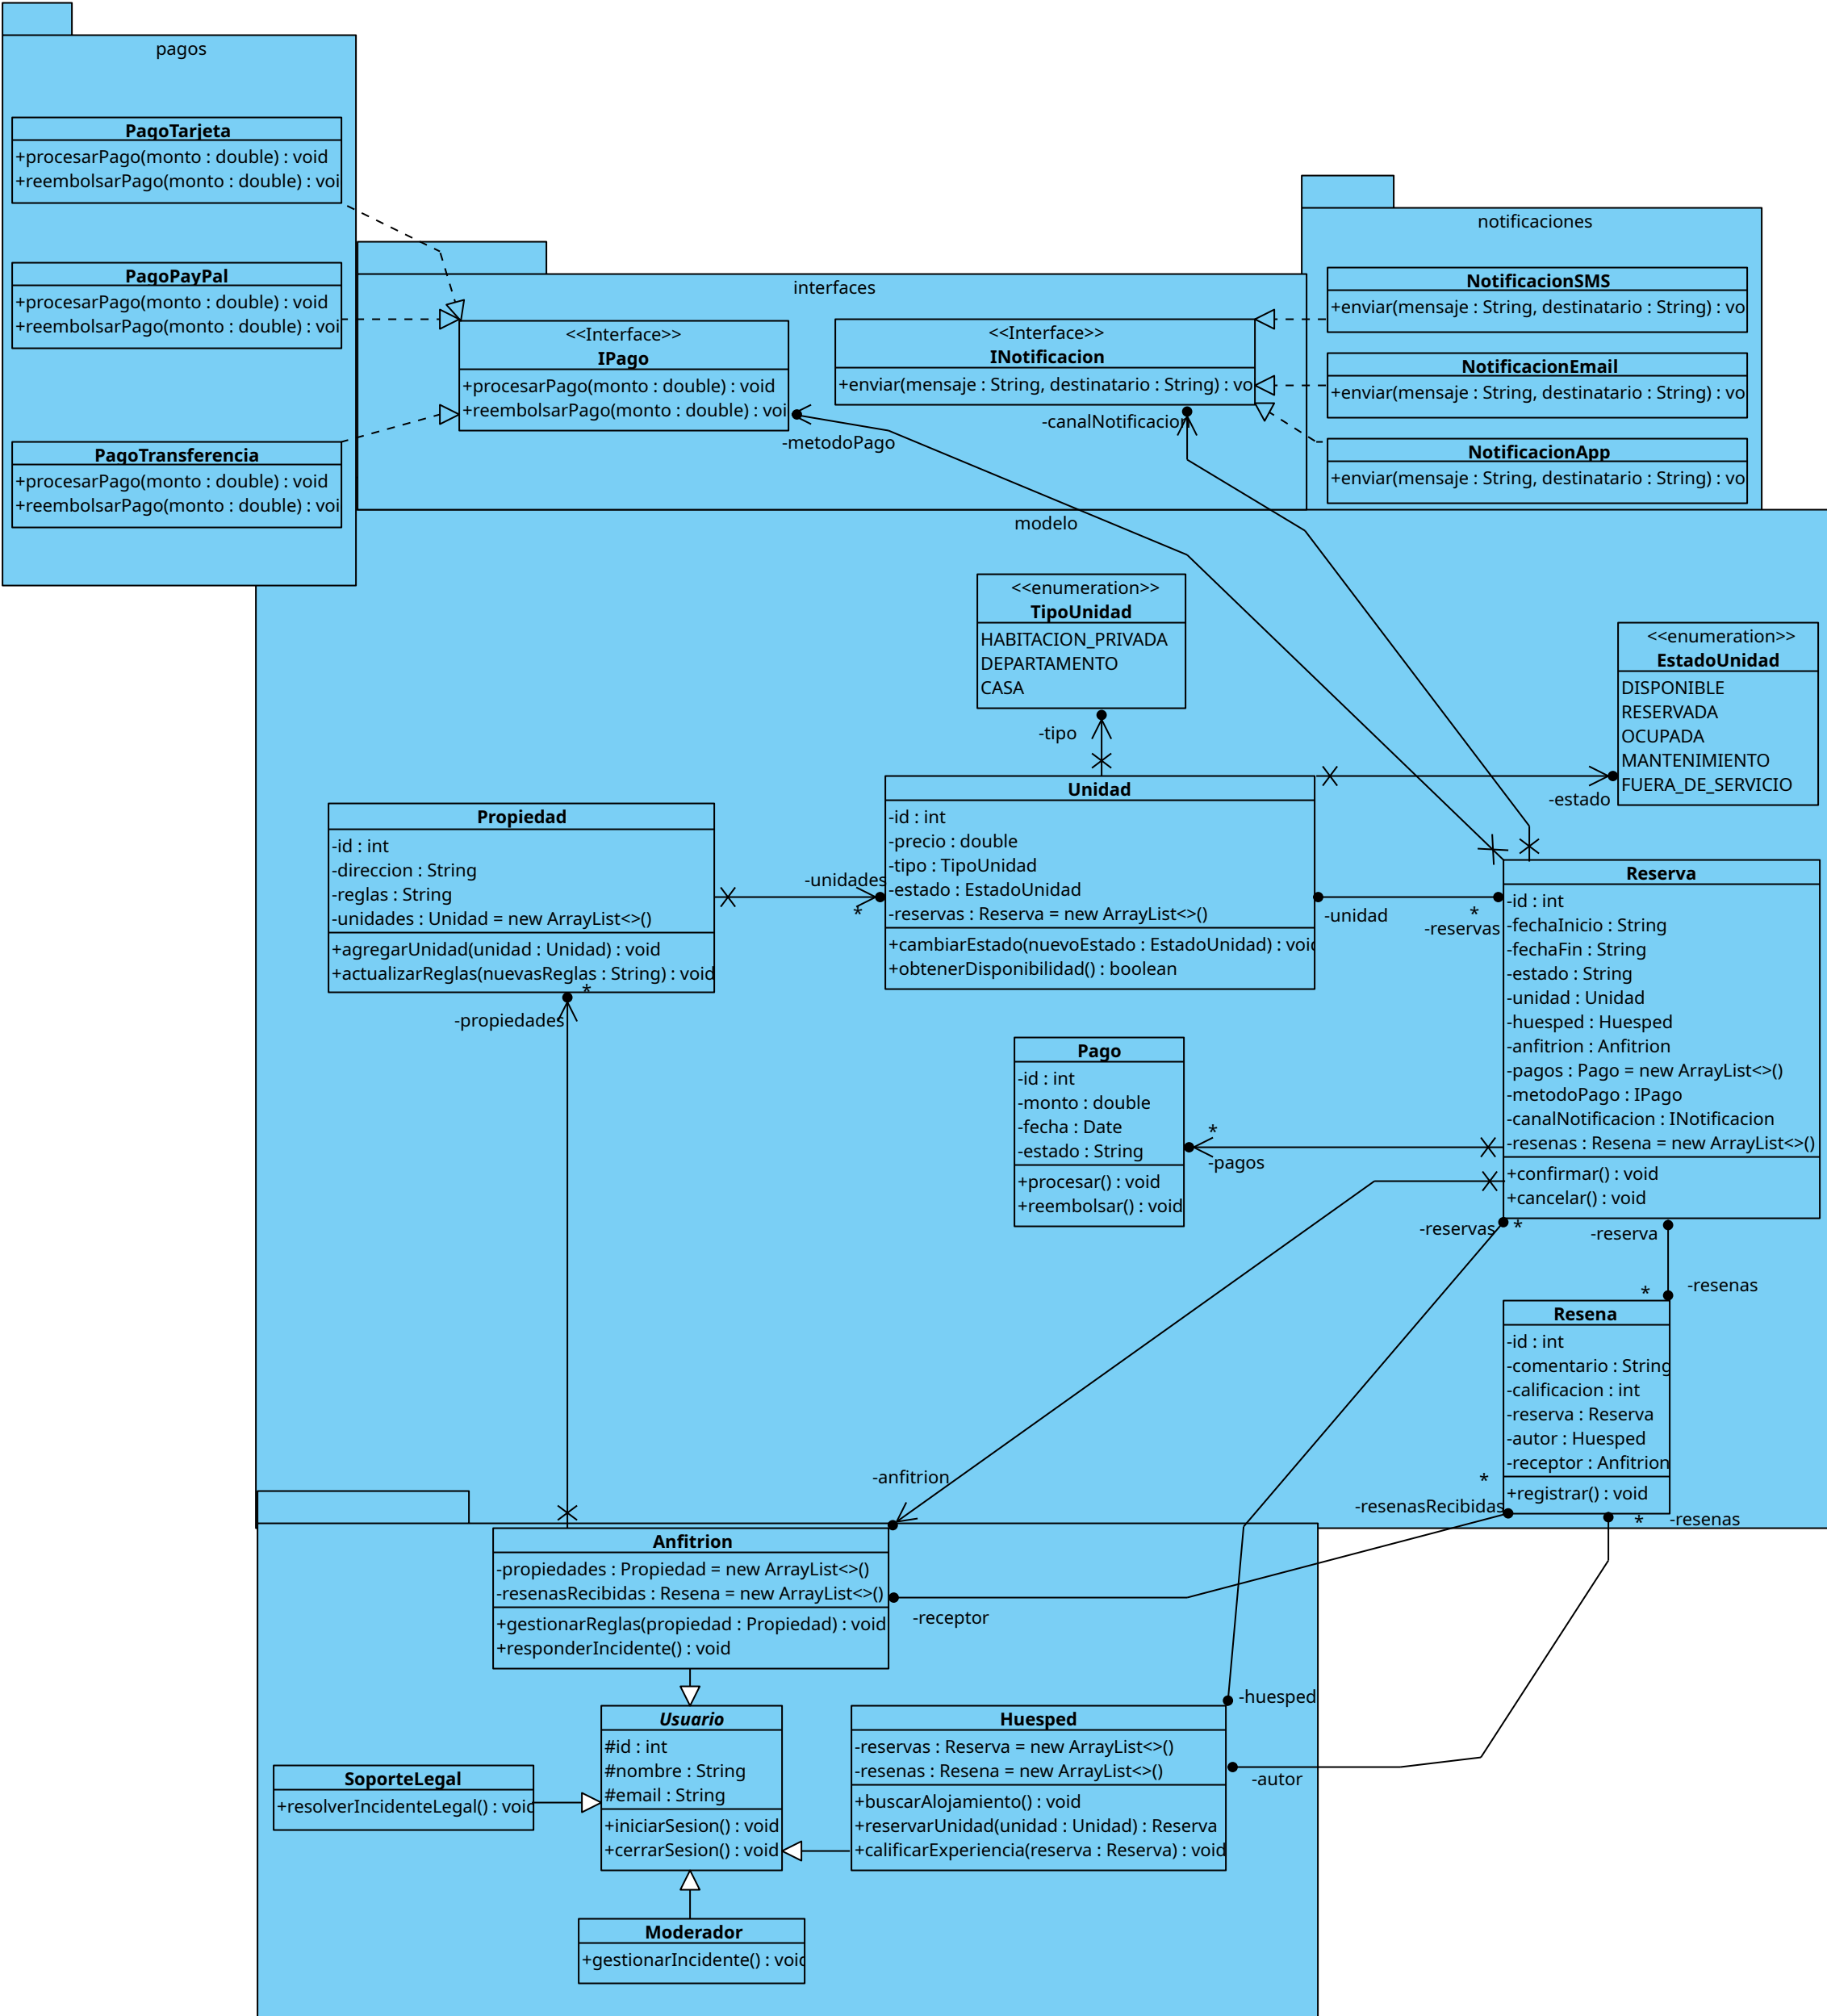 pagos
PagoTarjeta
+procesarPago(monto : double) : void
+reembolsarPago(monto : double) : voi
PagoPayPal
+procesarPago(monto : double) : void
+reembolsarPago(monto : double) : voi
PagoTransferencia
+procesarPago(monto : double) : void
+reembolsarPago(monto : double) : voi
interfaces
<<Interface>>
IPago
+procesarPago(monto : double) : void
+reembolsarPago(monto : double) : voi
-metodoPago
<<Interface>>
INotificacion
+enviar(mensaje : String, destinatario : String) : vo
-canalNotificacion
notificaciones
NotificacionSMS
+enviar(mensaje : String, destinatario : String) : vo
NotificacionEmail
+enviar(mensaje : String, destinatario : String) : vo
NotificacionApp
+enviar(mensaje : String, destinatario : String) : vo
modelo
<<enumeration>>
TipoUnidad
HABITACION_PRIVADA
DEPARTAMENTO
CASA
-tipo
<<enumeration>>
EstadoUnidad
DISPONIBLE
RESERVADA
OCUPADA
MANTENIMIENTO
FUERA_DE_SERVICIO
-estado
Propiedad
-id : int
-direccion : String
-reglas : String
-unidades : Unidad = new ArrayList<>()
+agregarUnidad(unidad : Unidad) : void
+actualizarReglas(nuevasReglas : String) : void
*
-propiedades
-unidades
*
Unidad
-id : int
-precio : double
-tipo : TipoUnidad
-estado : EstadoUnidad
-reservas : Reserva = new ArrayList<>()
+cambiarEstado(nuevoEstado : EstadoUnidad) : void
+obtenerDisponibilidad() : boolean
-unidad
*
-reservas
Reserva
-id : int
-fechaInicio : String
-fechaFin : String
-estado : String
-unidad : Unidad
-huesped : Huesped
-anfitrion : Anfitrion
-pagos : Pago = new ArrayList<>()
-metodoPago : IPago
-canalNotificacion : INotificacion
-resenas : Resena = new ArrayList<>()
+confirmar() : void
+cancelar() : void
Pago
-id : int
-monto : double
-fecha : Date
-estado : String
+procesar() : void
+reembolsar() : void
*
-pagos
-reservas
*
-reserva
*
-resenas
Resena
-id : int
-comentario : String
-calificacion : int
-reserva : Reserva
-autor : Huesped
-receptor : Anfitrion
+registrar() : void
*
-resenasRecibidas
*
-resenas
-anfitrion
Anfitrion
-propiedades : Propiedad = new ArrayList<>()
-resenasRecibidas : Resena = new ArrayList<>()
+gestionarReglas(propiedad : Propiedad) : void
+responderIncidente() : void
-receptor
Usuario
#id : int
#nombre : String
#email : String
+iniciarSesion() : void
+cerrarSesion() : void
-huesped
Huesped
-reservas : Reserva = new ArrayList<>()
-resenas : Resena = new ArrayList<>()
+buscarAlojamiento() : void
+reservarUnidad(unidad : Unidad) : Reserva
+calificarExperiencia(reserva : Reserva) : void
-autor
SoporteLegal
+resolverIncidenteLegal() : void
Moderador
+gestionarIncidente() : void